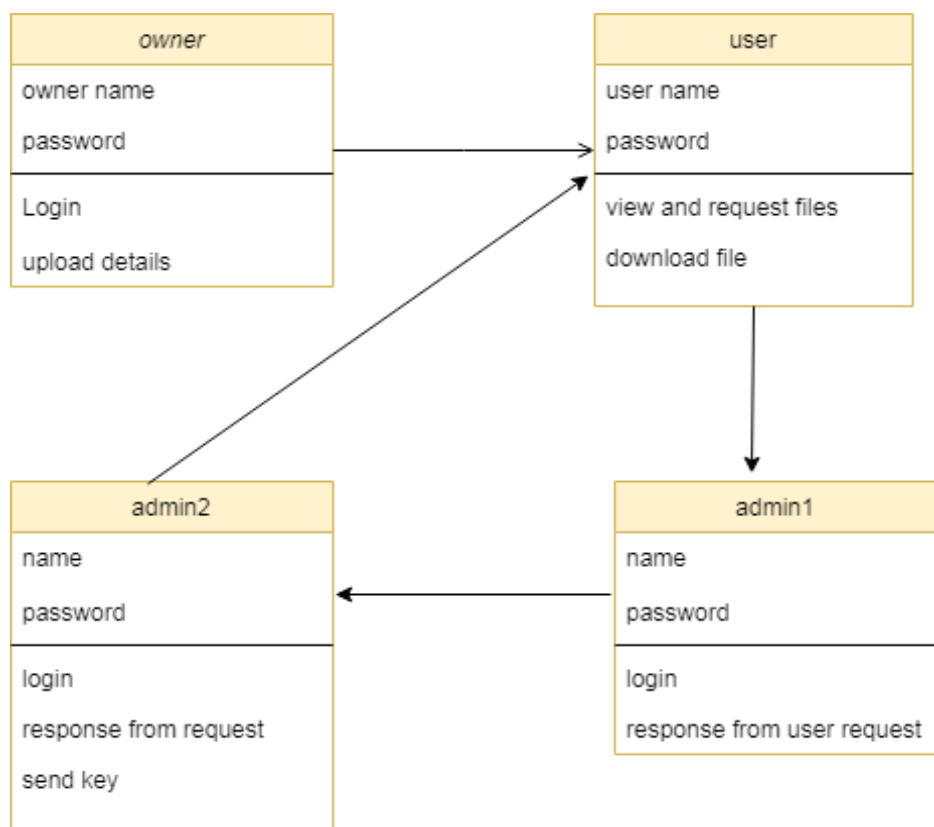 owner
owner name
password
Login
upload details
user
user name
password
view and request files
download file
admin2
name
password
login
response from request
send key
admin1
name
password
login
response from user request